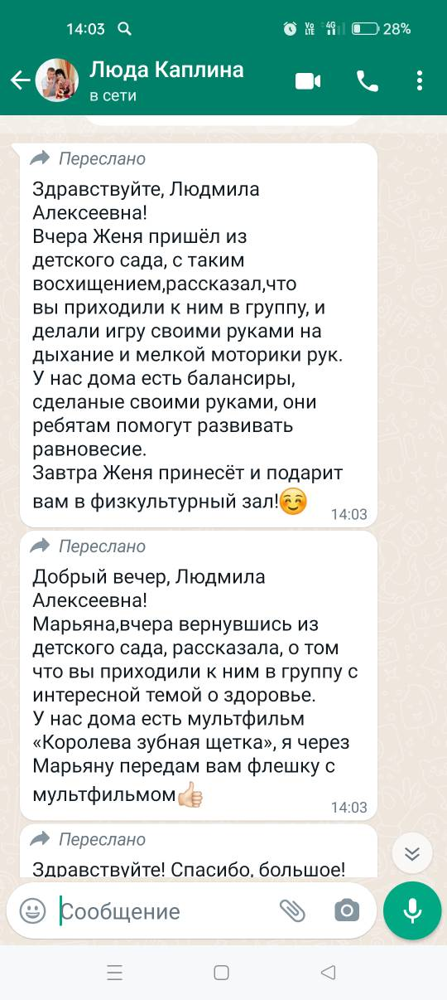 14:03
VoLTE 4G 28%
Люда Каплина
в сети
Переслано
Здравствуйте, Людмила
Алексеевна!
Вчера Женя пришёл из
детского сада, с таким
восхищением,рассказал,что
вы приходили к ним в группу, и
делали игру своими руками на
дыхание и мелкой моторики рук.
У нас дома есть балансиры,
сделаные своими руками, они
ребятам помогут развивать
равновесие.
Завтра Женя принесёт и подарит
вам в физкультурный зал!😊
14:03
Переслано
Добрый вечер, Людмила
Алексеевна!
Марьяна,вчера вернувшись из
детского сада, рассказала, о том
что вы приходили к ним в группу с
интересной темой о здоровье.
У нас дома есть мультфильм
«Королева зубная щетка», я через
Марьяну передам вам флешку с
мультфильмом👍🏻
14:03
Переслано
Здравствуйте! Спасибо, большое!
Сообщение